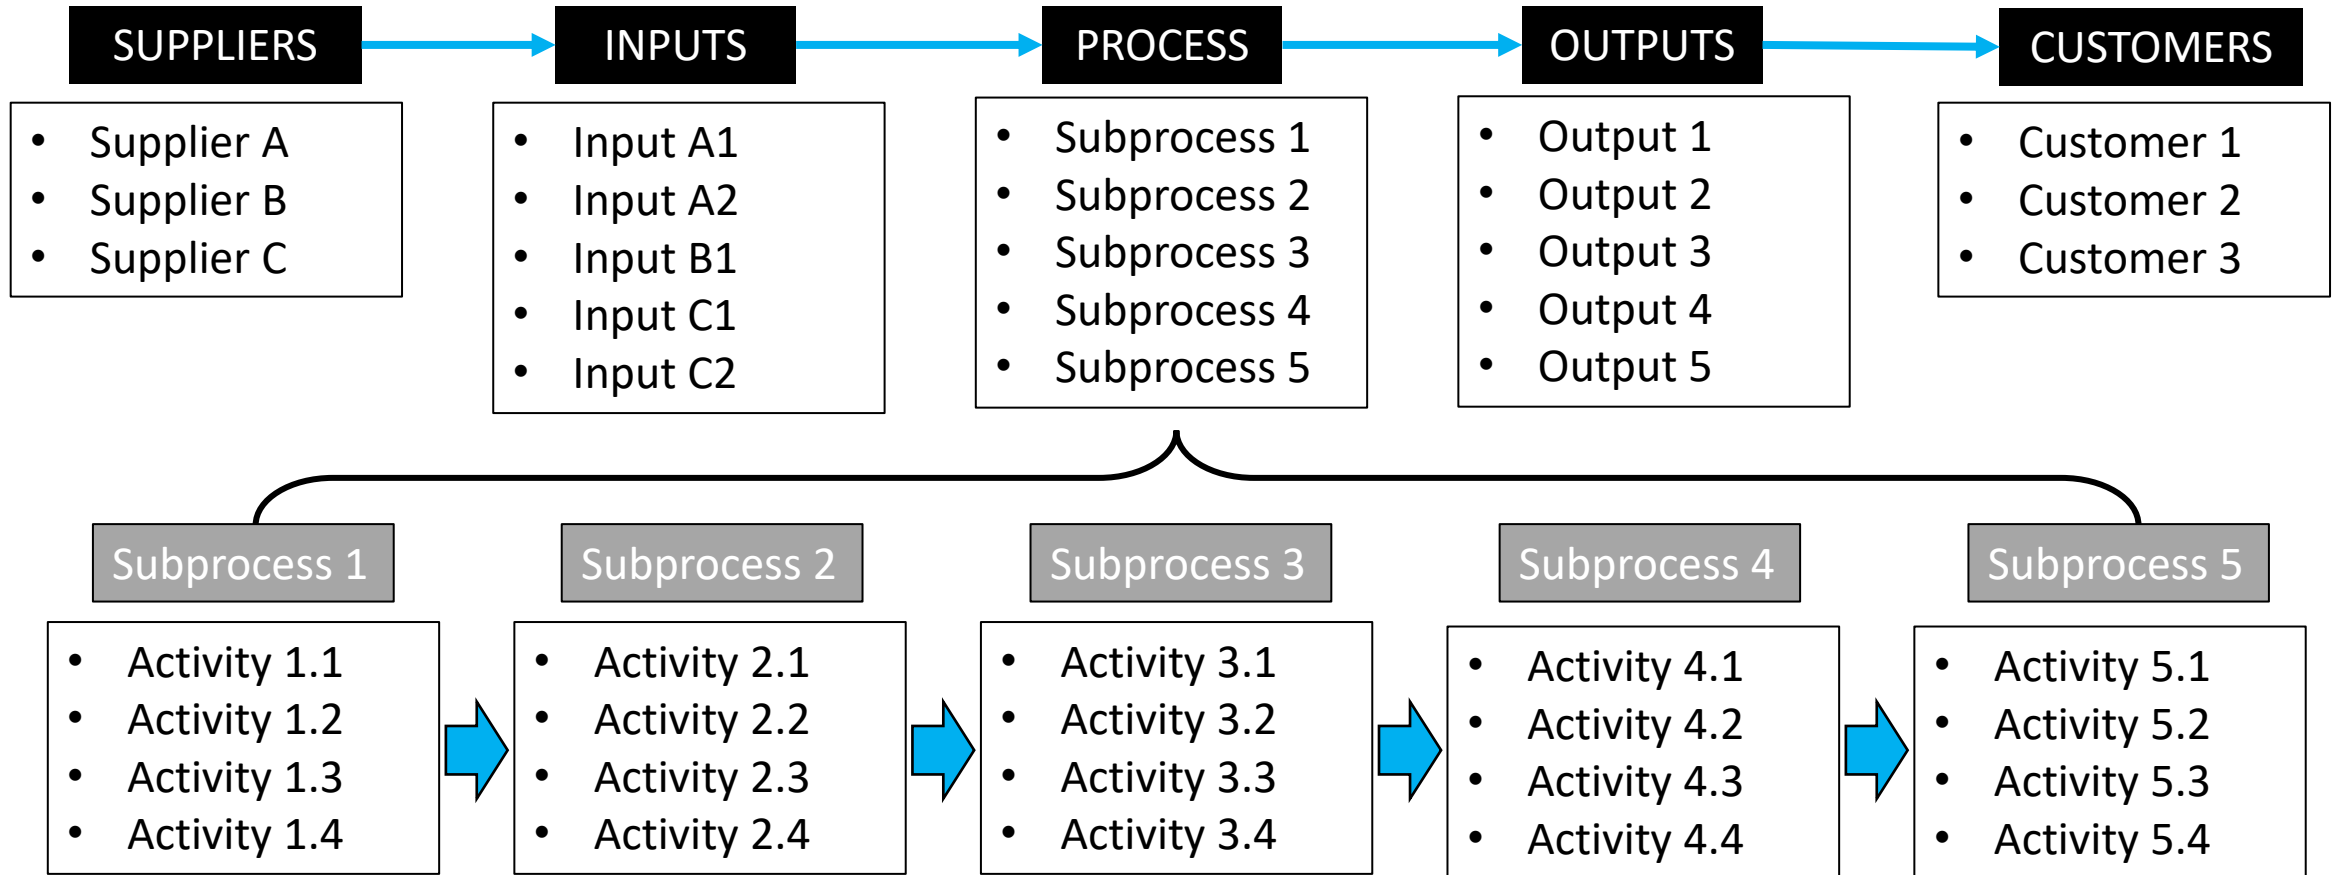 SUPPLIERS
INPUTS
PROCESS
OUTPUTS
CUSTOMERS
• Supplier A
• Supplier B
• Supplier C
• Input A1
• Input A2
• Input B1
• Input C1
• Input C2
• Subprocess 1
• Subprocess 2
• Subprocess 3
• Subprocess 4
• Subprocess 5
• Output 1
• Output 2
• Output 3
• Output 4
• Output 5
• Customer 1
• Customer 2
• Customer 3
Subprocess 1
Subprocess 2
Subprocess 3
Subprocess 4
Subprocess 5
• Activity 1.1
• Activity 1.2
• Activity 1.3
• Activity 1.4
• Activity 2.1
• Activity 2.2
• Activity 2.3
• Activity 2.4
• Activity 3.1
• Activity 3.2
• Activity 3.3
• Activity 3.4
• Activity 4.1
• Activity 4.2
• Activity 4.3
• Activity 4.4
• Activity 5.1
• Activity 5.2
• Activity 5.3
• Activity 5.4